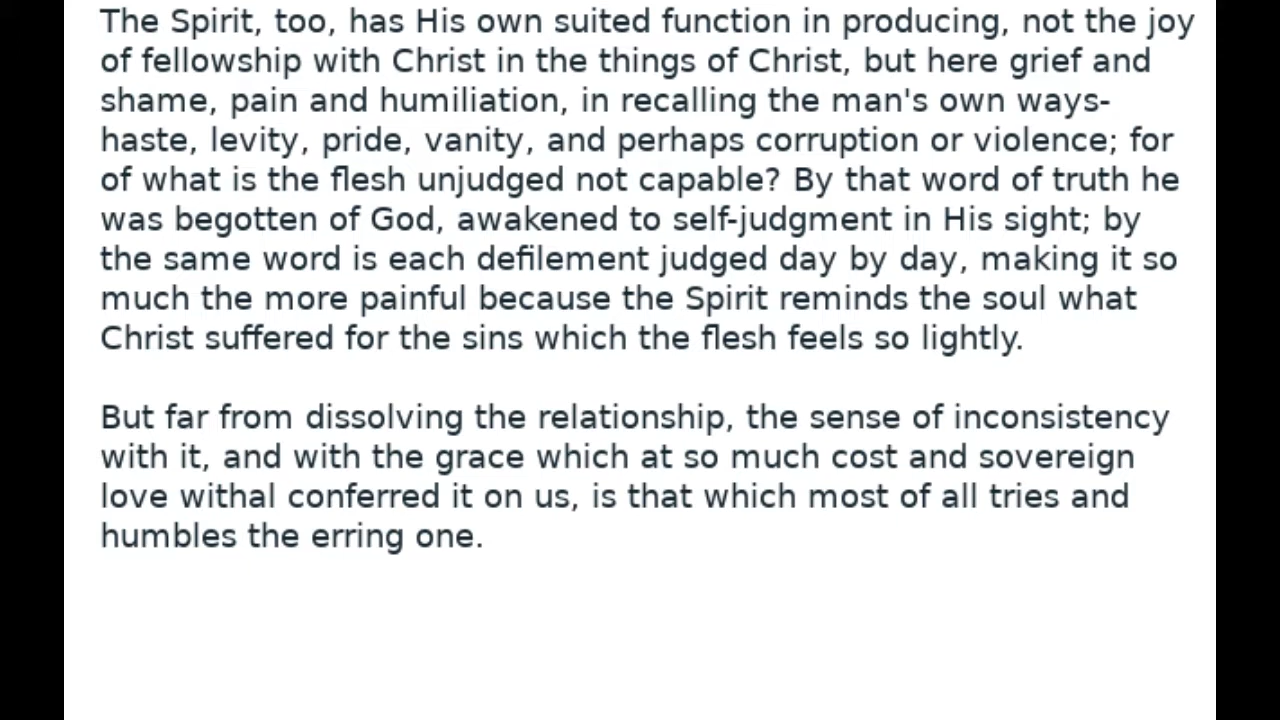 The Spirit, too, has His own suited function in producing, not the joy
of fellowship with Christ in the things of Christ, but here grief and
shame, pain and humiliation, in recalling the man's own ways-
haste, levity, pride, vanity, and perhaps corruption or violence; for
of what is the flesh unjudged not capable? By that word of truth he
was begotten of God, awakened to self-judgment in His sight; by
the same word is each defilement judged day by day, making it so
much the more painful because the Spirit reminds the soul what
Christ suffered for the sins which the flesh feels so lightly.

But far from dissolving the relationship, the sense of inconsistency
with it, and with the grace which at so much cost and sovereign
love withal conferred it on us, is that which most of all tries and
humbles the erring one.